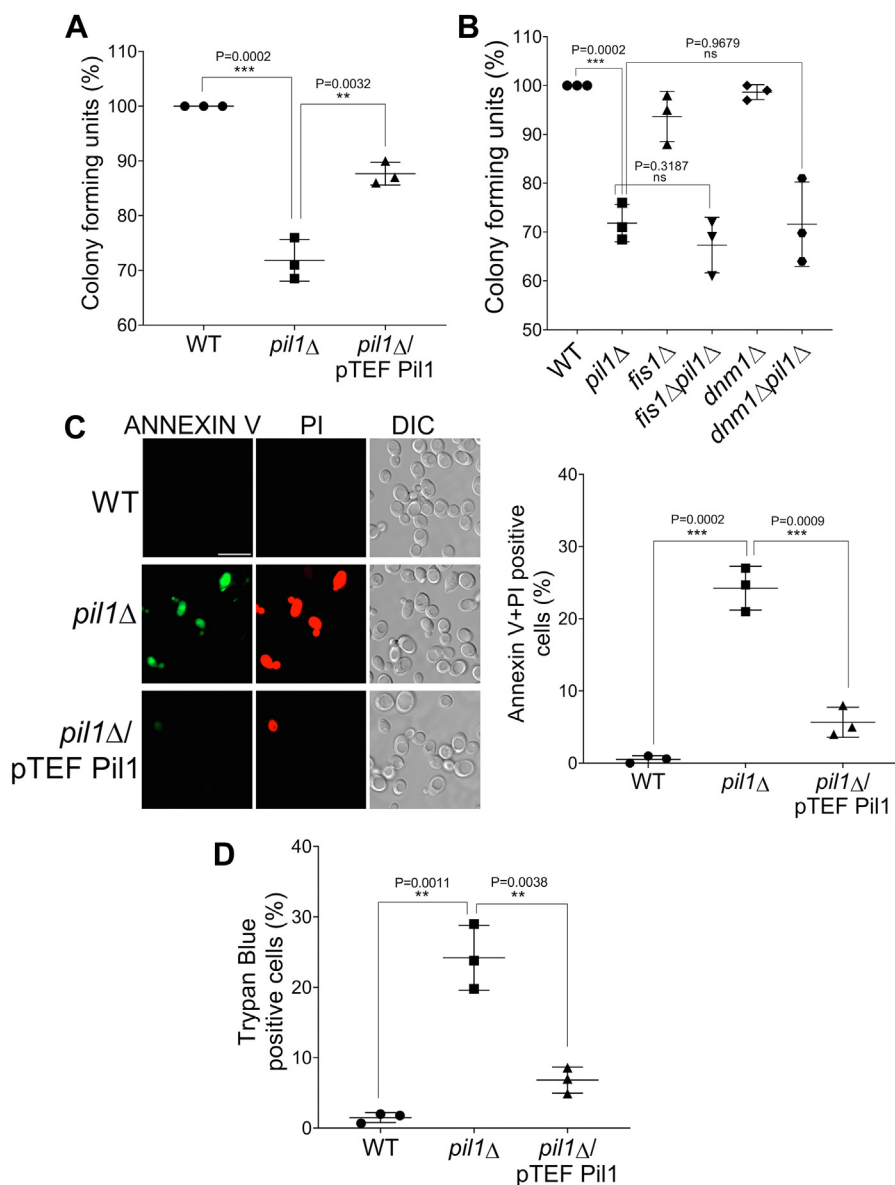 A
Colony forming units (%)
110
100
90
80
70
60
P=0.0002
***
P=0.0032
**
WT
pil1Δ
pil1Δ/
pTEF Pil1
B
Colony forming units (%)
110
100
90
80
70
60
50
P=0.0002
***
P=0.9679
ns
P=0.3187
ns
WT
pil1Δ
fis1Δ
fis1Δpil1Δ
dnm1Δ
dnm1Δpil1Δ
C
ANNEXIN V PI DIC
WT
pil1Δ
pil1Δ/
pTEF Pil1
Annexin V+PI positive
cells (%)
40
30
20
10
0
P=0.0002
***
P=0.0009
***
WT
pil1Δ
pil1Δ/
pTEF Pil1
D
Trypan Blue
positive cells (%)
40
30
20
10
0
P=0.0011
**
P=0.0038
**
WT
pil1Δ
pil1Δ/
pTEF Pil1